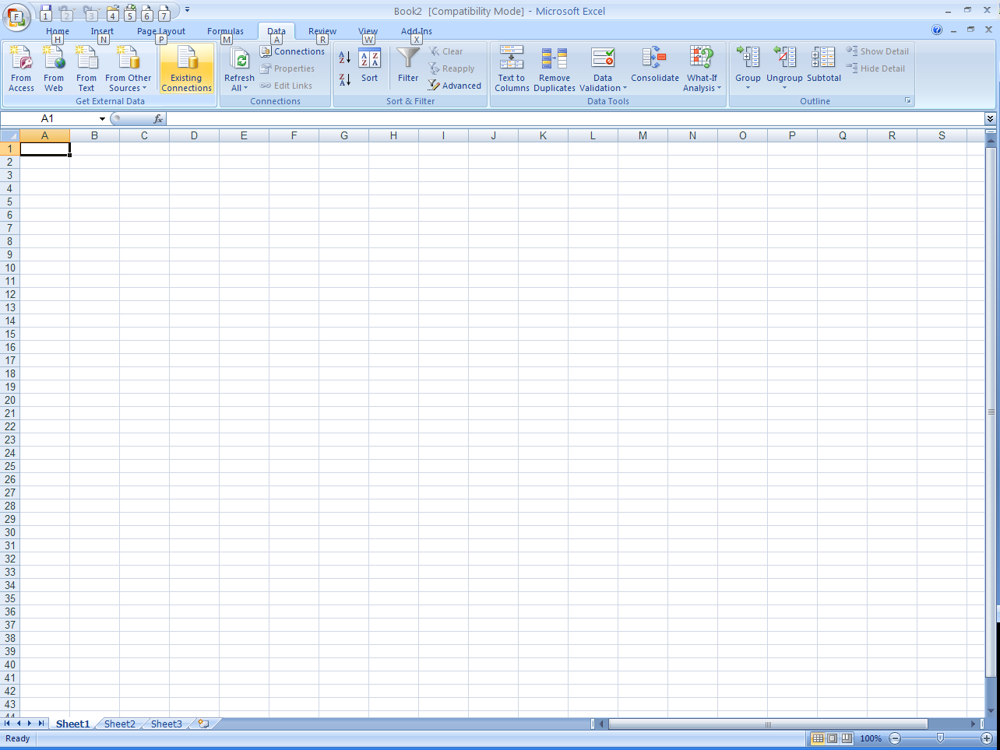 Book2 [Compatibility Mode] - Microsoft Excel
F 1 2 3 4 5 6 7
Home Insert Page Layout Formulas Data Review View Add-Ins
H N P M A R W X
From Access
From Web
From Text
From Other Sources
Existing Connections
Get External Data
Refresh All
Connections
Properties
Edit Links
Connections
Sort
Filter
Clear
Reapply
Advanced
Sort & Filter
Text to Columns
Remove Duplicates
Data Validation
Consolidate
What-If Analysis
Data Tools
Group
Ungroup
Subtotal
Show Detail
Hide Detail
Outline
A1 fx
A B C D E F G H I J K L M N O P Q R S
1
2
3
4
5
6
7
8
9
10
11
12
13
14
15
16
17
18
19
20
21
22
23
24
25
26
27
28
29
30
31
32
33
34
35
36
37
38
39
40
41
42
43
44
Sheet1 Sheet2 Sheet3
Ready 100%